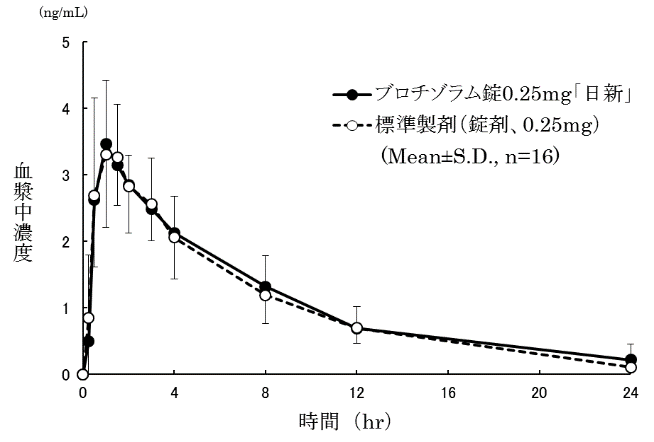 (ng/mL)
5
4
3
2
1
0
血漿中濃度
ブロチゾラム錠0.25mg「日新」
標準製剤(錠剤、0.25mg)
(Mean±S.D., n=16)
0 4 8 12 16 20 24
時間 (hr)